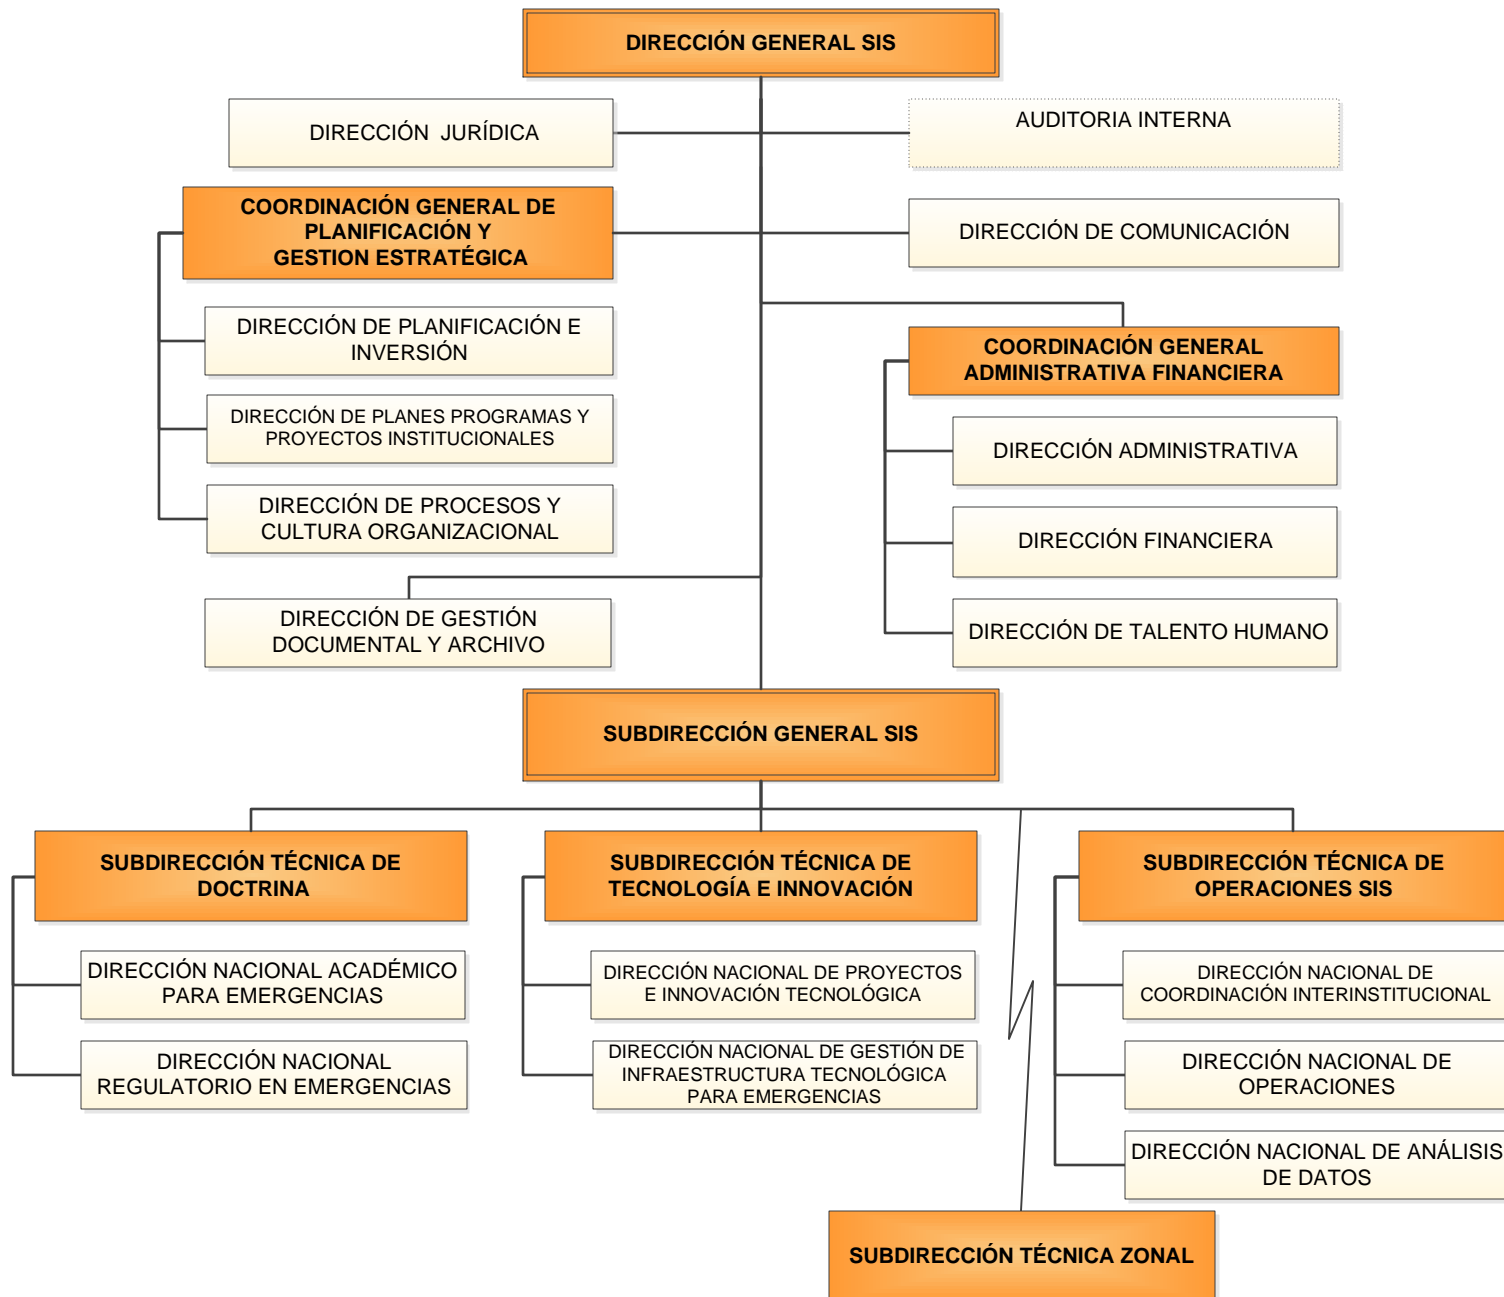 DIRECCIÓN GENERAL SIS
DIRECCIÓN JURÍDICA
AUDITORIA INTERNA
COORDINACIÓN GENERAL DE
PLANIFICACIÓN Y
GESTION ESTRATÉGICA
DIRECCIÓN DE COMUNICACIÓN
DIRECCIÓN DE PLANIFICACIÓN E
INVERSIÓN
DIRECCIÓN DE PLANES PROGRAMAS Y
PROYECTOS INSTITUCIONALES
DIRECCIÓN DE PROCESOS Y
CULTURA ORGANIZACIONAL
COORDINACIÓN GENERAL
ADMINISTRATIVA FINANCIERA
DIRECCIÓN ADMINISTRATIVA
DIRECCIÓN FINANCIERA
DIRECCIÓN DE TALENTO HUMANO
DIRECCIÓN DE GESTIÓN
DOCUMENTAL Y ARCHIVO
SUBDIRECCIÓN GENERAL SIS
SUBDIRECCIÓN TÉCNICA DE
DOCTRINA
DIRECCIÓN NACIONAL ACADÉMICO
PARA EMERGENCIAS
DIRECCIÓN NACIONAL
REGULATORIO EN EMERGENCIAS
SUBDIRECCIÓN TÉCNICA DE
TECNOLOGÍA E INNOVACIÓN
DIRECCIÓN NACIONAL DE PROYECTOS
E INNOVACIÓN TECNOLÓGICA
DIRECCIÓN NACIONAL DE GESTIÓN DE
INFRAESTRUCTURA TECNOLÓGICA
PARA EMERGENCIAS
SUBDIRECCIÓN TÉCNICA DE
OPERACIONES SIS
DIRECCIÓN NACIONAL DE
COORDINACIÓN INTERINSTITUCIONAL
DIRECCIÓN NACIONAL DE
OPERACIONES
DIRECCIÓN NACIONAL DE ANÁLISIS
DE DATOS
SUBDIRECCIÓN TÉCNICA ZONAL